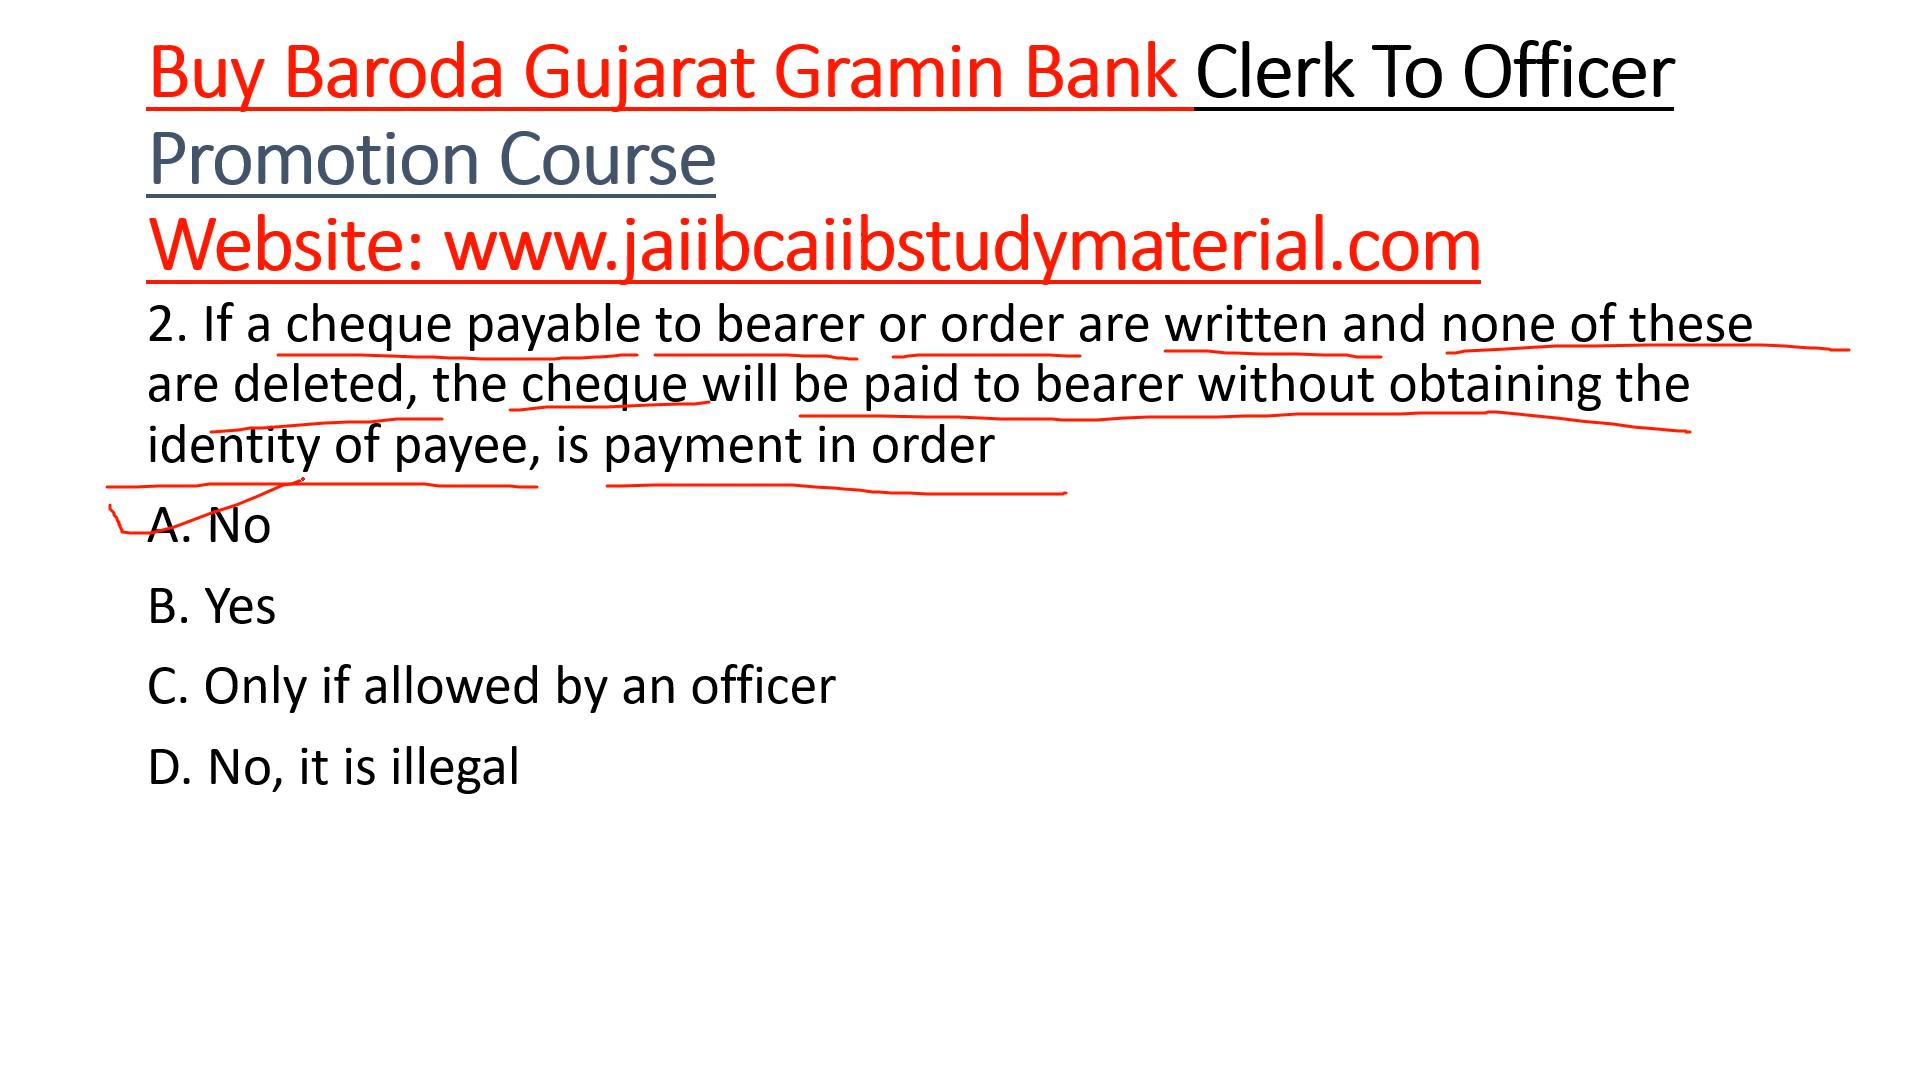 Buy Baroda Gujarat Gramin Bank Clerk To Officer
Promotion Course
Website: www.jaiibcaiibstudymaterial.com
2. If a cheque payable to bearer or order are written and none of these
are deleted, the cheque will be paid to bearer without obtaining the
identity of payee, is payment in order
A. No
B. Yes
C. Only if allowed by an officer
D. No, it is illegal